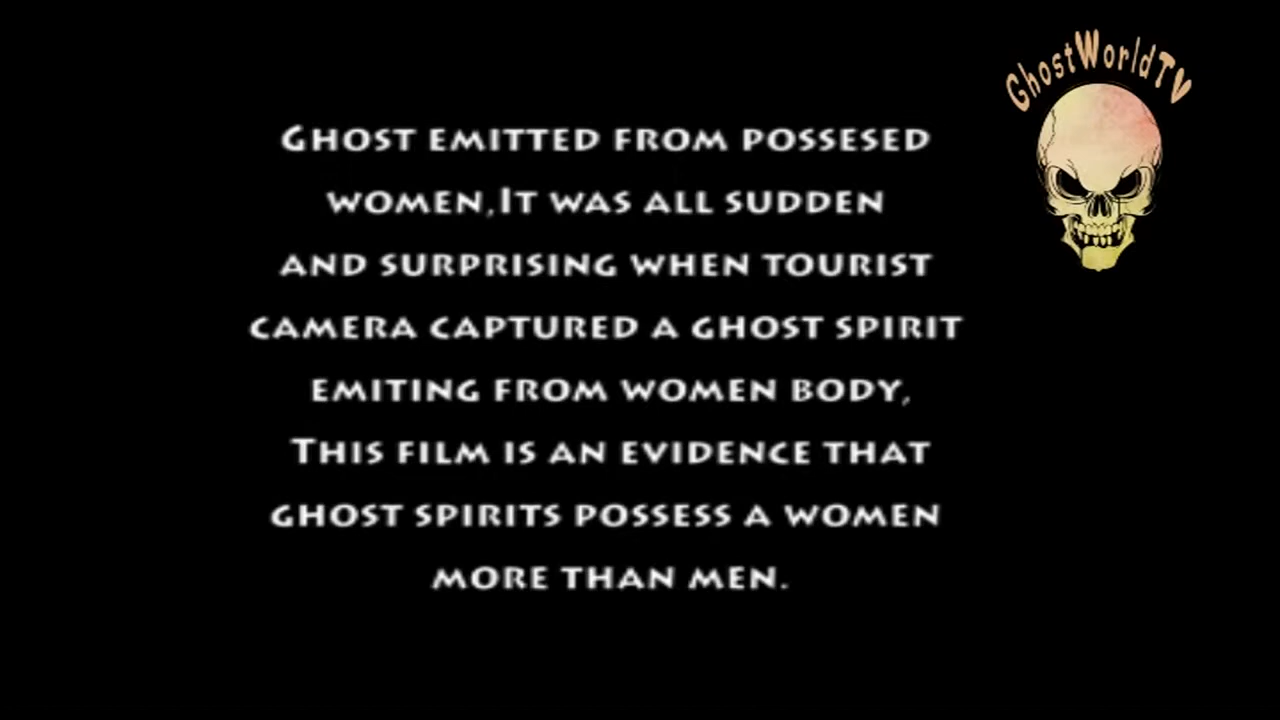 GhostWorldTV
Ghost emitted from possesed
women,It was all sudden
and surprising when tourist
camera captured a ghost spirit
emiting from women body,
This film is an evidence that
ghost spirits possess a women
more than men.